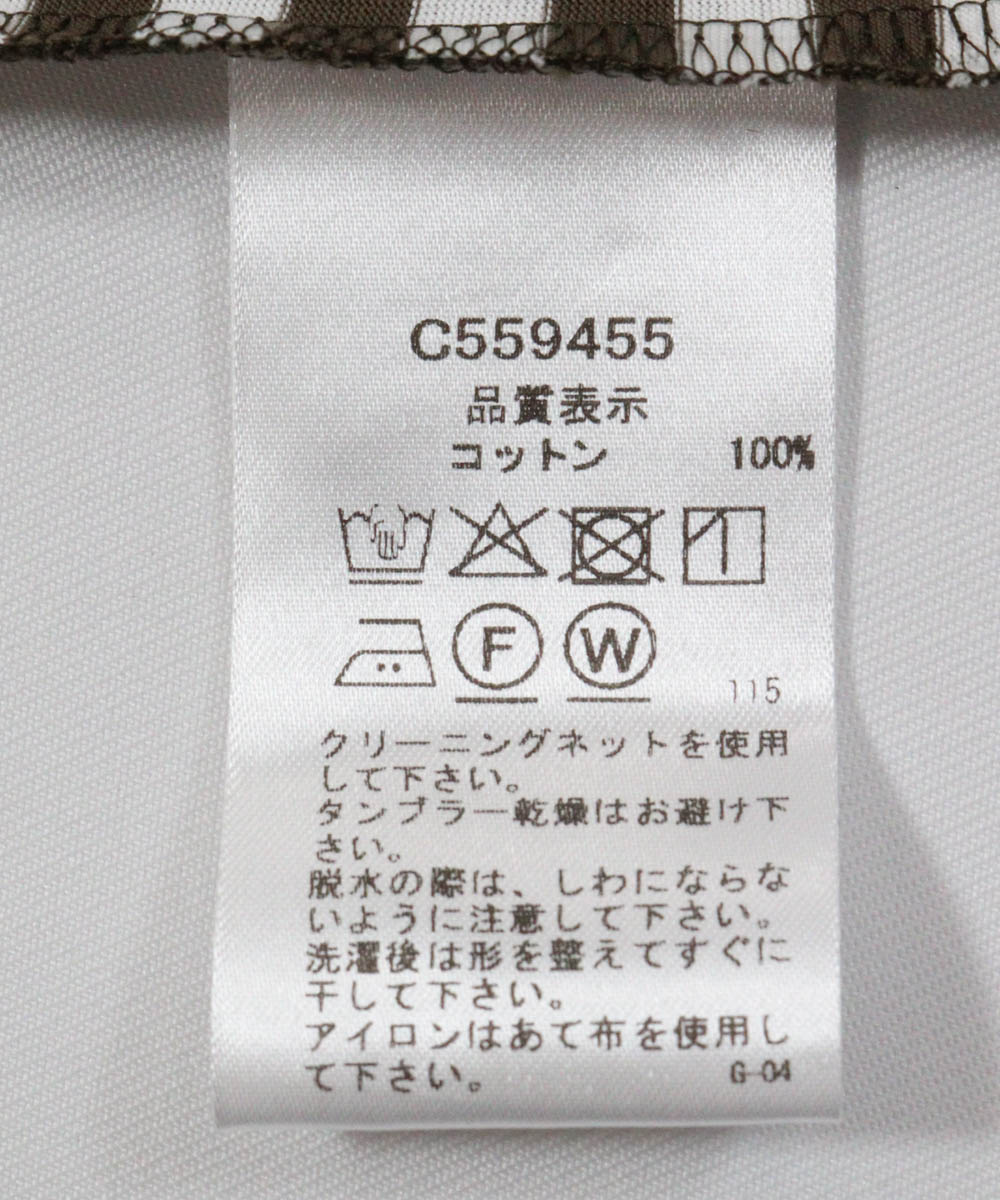 C559455
品質表示
コットン 100%
F W
115
クリーニングネットを使用
して下さい。
タンブラー乾燥はお避け下
さい。
脱水の際は、しわにならな
いように注意して下さい。
洗濯後は形を整えてすぐに
干して下さい。
アイロンはあて布を使用し
て下さい。 G-04